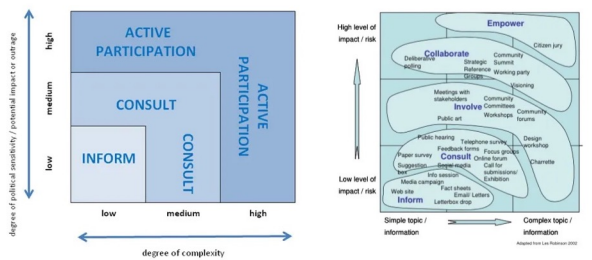 degree of political sensitivity / potential impact or outrage
low
medium
high
ACTIVE
PARTICIPATION
ACTIVE
PARTICIPATION
CONSULT
CONSULT
INFORM
low
medium
high
degree of complexity
High level of
impact / risk
Low level of
impact / risk
Empower
Citizen jury
Collaborate
Deliberative
polling
Strategic
Reference
Groups
Community
Summit
Working party
Visioning
Meetings with
stakeholders
Involve
Community
Committees
Workshops
Community
forums
Public art
Public hearing
Telephone survey
Feedback forms
Paper survey
Consult
Focus groups
Online forum
Suggestion
box
Social media
Call for
submissions/
Exhibition
Design
workshop
Charrette
Info session
Media campaign
Web site
Fact sheets
Email/ Letters
Inform
Letterbox drop
Simple topic /
information
Complex topic /
information
Adapted from Les Robinson 2002